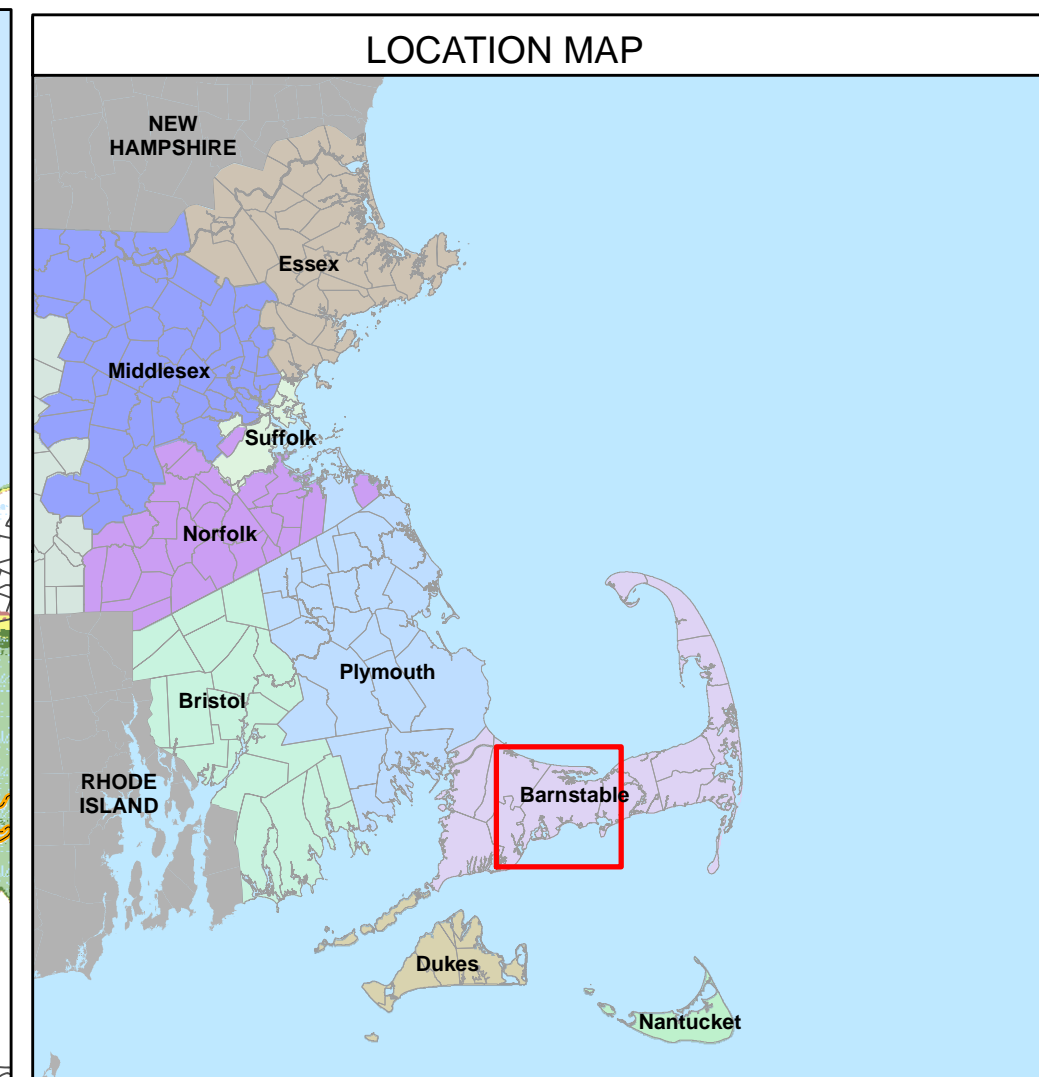 LOCATION MAP
NEW
HAMPSHIRE
Essex
Middlesex
Suffolk
Norfolk
Plymouth
Bristol
RHODE
ISLAND
Barnstable
Dukes
Nantucket